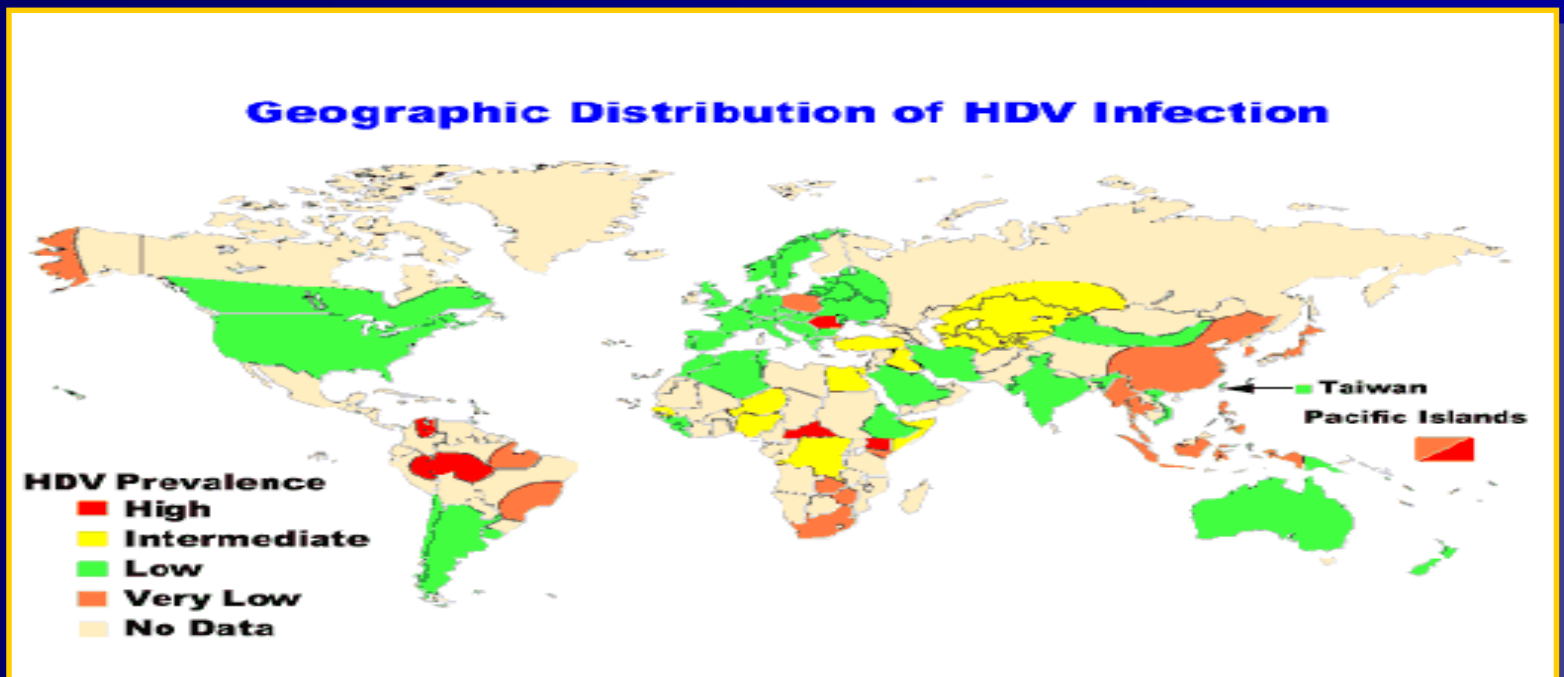 Geographic Distribution of HDV Infection
Taiwan
Pacific Islands
HDV Prevalence
High
Intermediate
Low
Very Low
No Data